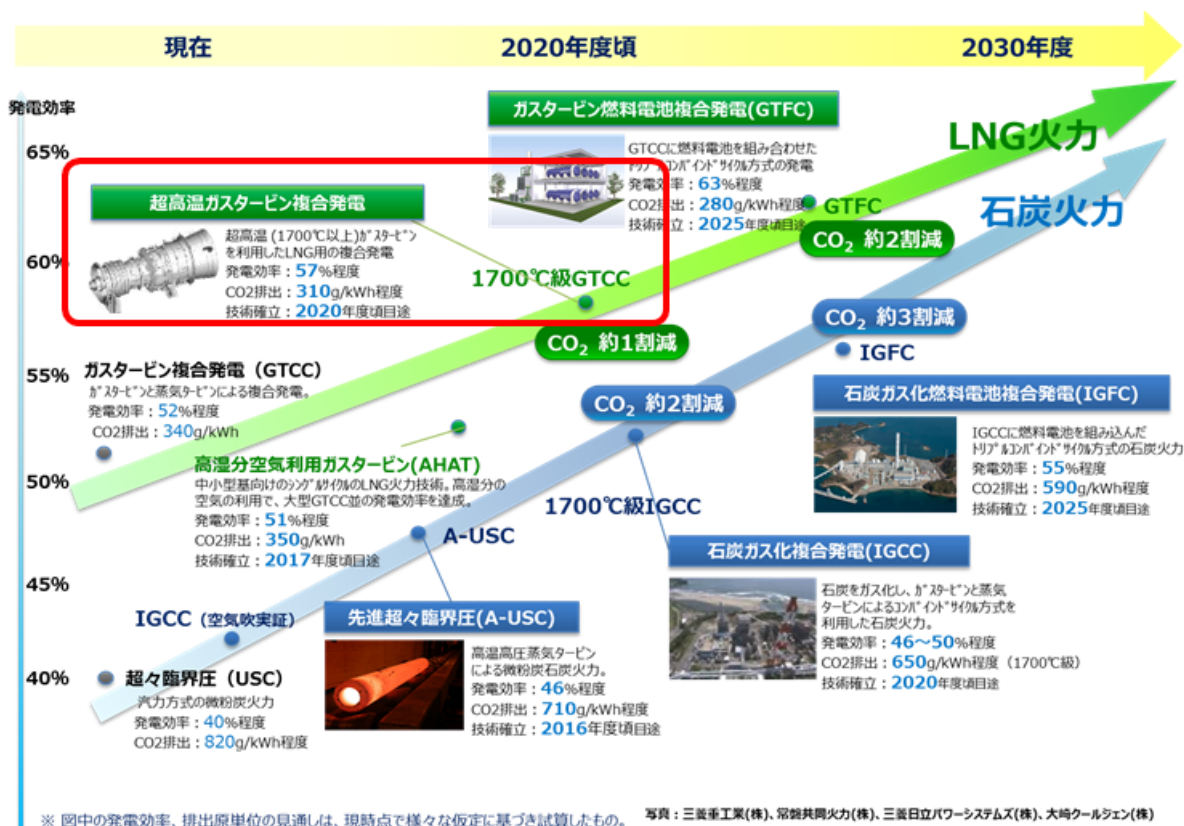 現在
2020年度頃
2030年度
発電効率
65%
60%
55%
50%
45%
40%
ガスタービン燃料電池複合発電(GTFC)
GTCCに燃料電池を組み合わせた
トリプルコンバインドサイクル方式の発電
発電効率：63%程度
CO2排出：280g/kWh程度
技術確立：2025年度頃目途
LNG火力
石炭火力
GTFC
CO2 約2割減
超高温ガスタービン複合発電
超高温(1700℃以上)ガスタービン
を利用したLNG用の複合発電
発電効率：57%程度
CO2排出：310g/kWh程度
技術確立：2020年度頃目途
1700℃級GTCC
CO2 約1割減
CO2 約3割減
IGFC
ガスタービン複合発電（GTCC）
ガスタービンと蒸気タービンによる複合発電。
発電効率：52%程度
CO2排出：340g/kWh
CO2 約2割減
石炭ガス化燃料電池複合発電(IGFC)
IGCCに燃料電池を組み込んだ
トリプルコンバインドサイクル方式の石炭火力
発電効率：55%程度
CO2排出：590g/kWh程度
技術確立：2025年度目途
高湿分空気利用ガスタービン(AHAT)
中小型基向けのシングルサイクルのLNG火力技術。高湿分の
空気の利用で、大型GTCC並の発電効率を達成。
発電効率：51%程度
CO2排出：350g/kWh
技術確立：2017年度頃目途
1700℃級IGCC
A-USC
石炭ガス化複合発電(IGCC)
石炭をガス化し、ガスタービンと蒸気
タービンによるコンバインドサイクル方式を
利用した石炭火力。
発電効率：46～50%程度
CO2排出：650g/kWh程度（1700℃級）
技術確立：2020年度頃目途
IGCC（空気吹実証）
先進超々臨界圧(A-USC)
高温高圧蒸気タービン
による微粉炭石炭火力。
発電効率：46%程度
CO2排出：710g/kWh程度
技術確立：2016年度頃目途
超々臨界圧（USC）
汽力方式の微粉炭火力
発電効率：40%程度
CO2排出：820g/kWh程度
※ 図中の発電効率、排出原単位の見通しは、現時点で様々な仮定に基づき試算したもの。
写真：三菱重工業(株)、常磐共同火力(株)、三菱日立パワーシステムズ(株)、大崎クールジェン(株)